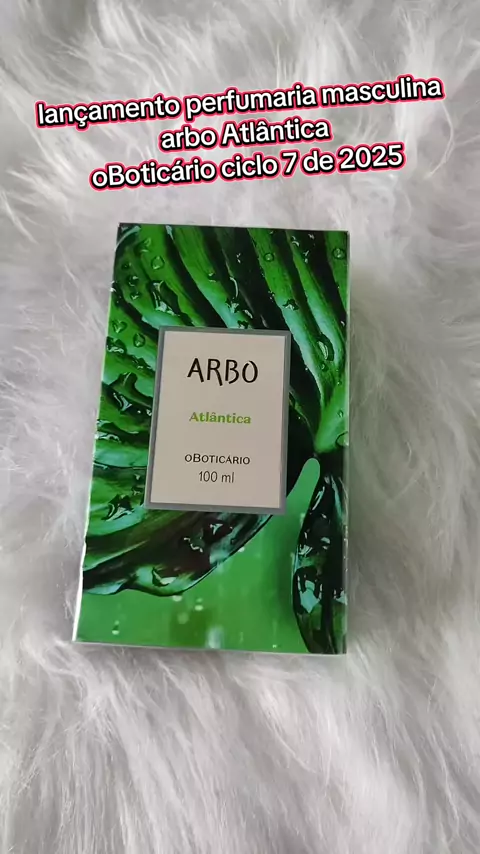 lançamento perfumaria masculina
arbo Atlântica
oBoticário ciclo 7 de 2025
ARBO
Atlântica
oBOTICÁRIO
100 ml